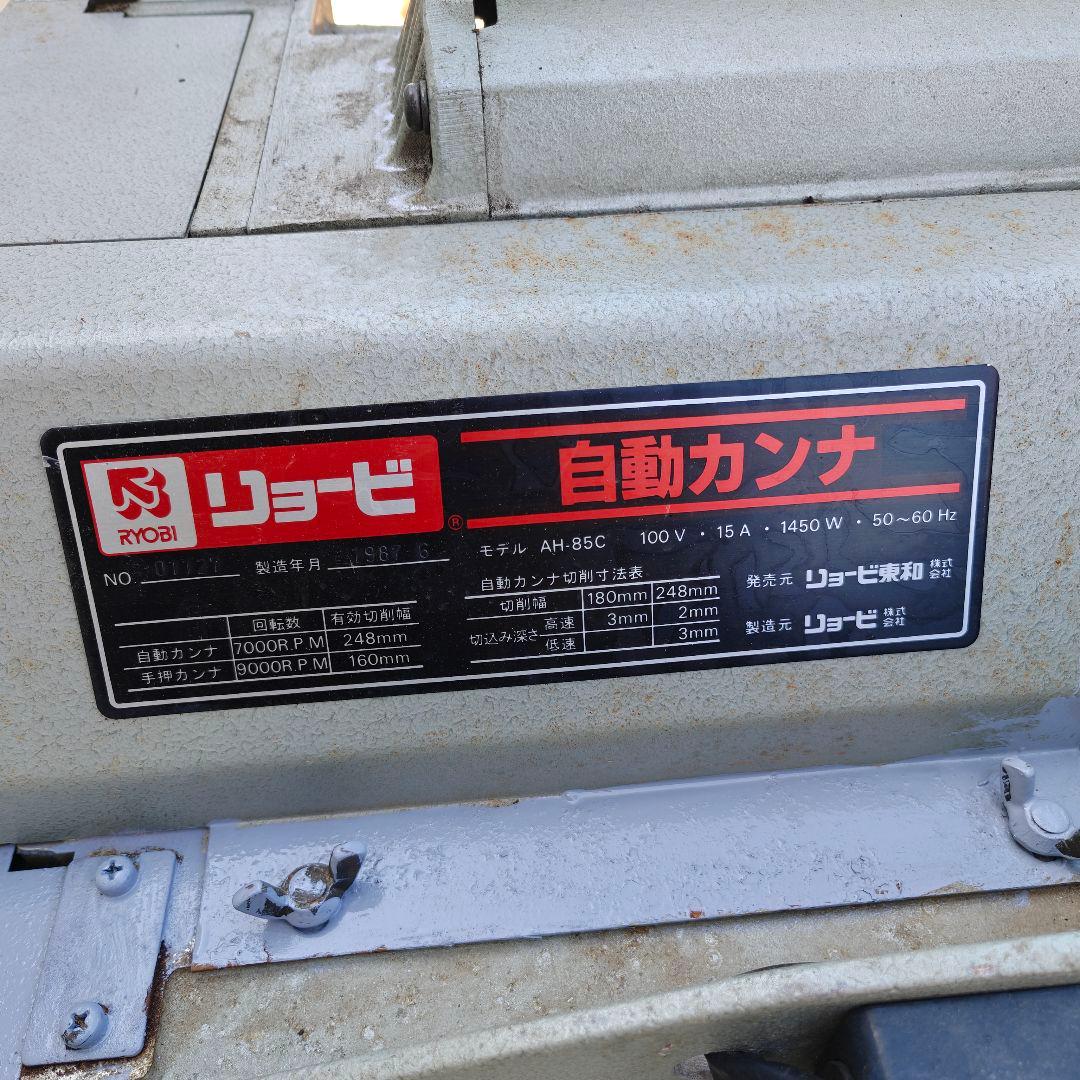 RYOBI リョービ ®
自動カンナ
モデル AH-85C 100V・15A・1450W・50～60Hz
NO. 製造年月 1987 6
回転数 有効切削幅
自動カンナ 7000R.P.M 248mm
手押カンナ 9000R.P.M 160mm
自動カンナ切削寸法表
切削幅 180mm 248mm
切込み深さ 高速 3mm 2mm
低速 3mm
発売元 リョービ東和 株式会社
製造元 リョービ 株式会社